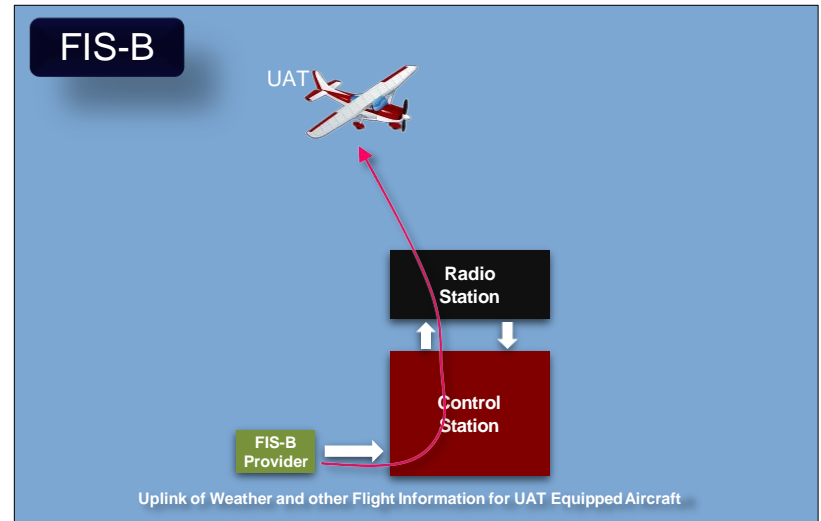 FIS-B
UAT
Radio
Station
Control
Station
FIS-B
Provider
Uplink of Weather and other Flight Information for UAT Equipped Aircraft